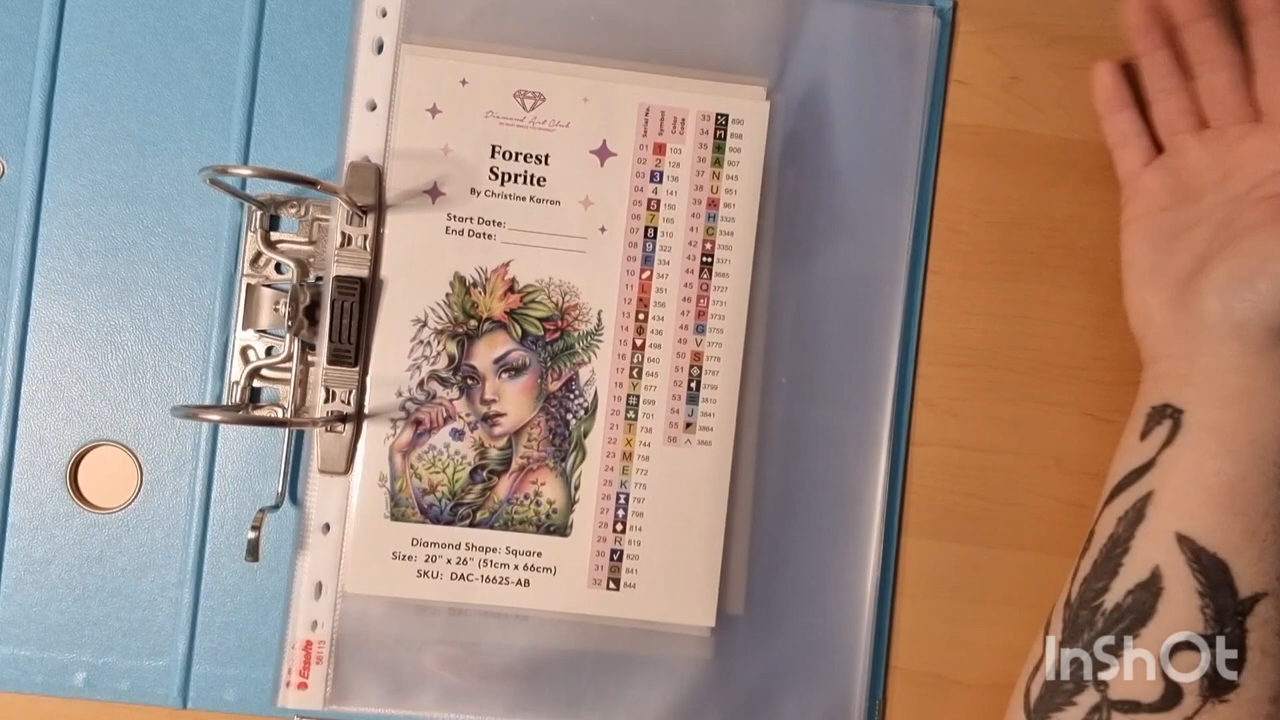 Diamond Art Club
Forest
Sprite
By Christine Karron
Start Date:
End Date:
Diamond Shape: Square
Size: 20" x 26" (51cm x 66cm)
SKU: DAC-1662S-AB
Serial No. Symbol Color Code
01 1 103
02 2 128
03 3 136
04 4 141
05 5 150
06 7 165
07 8 310
08 9 322
09 F 334
10 347
11 L 351
12 356
13 434
14 ϕ 436
15 ▼ 498
16 640
17 645
18 Y 677
19 # 699
20 701
21 T 738
22 X 744
23 M 758
24 E 772
25 K 775
26 797
27 798
28 ◆ 814
29 R 819
30 ✓ 820
31 841
32 844
33 890
34 n 898
35 + 906
36 A 907
37 N 945
38 U 951
39 961
40 H 3325
41 C 3348
42 ★ 3350
43 3371
44 3685
45 Q 3727
46 3731
47 P 3733
48 G 3755
49 V 3770
50 S 3778
51 3787
52 3799
53 = 3810
54 J 3841
55 3864
56 ^ 3865
Esselte
56113
InShOt